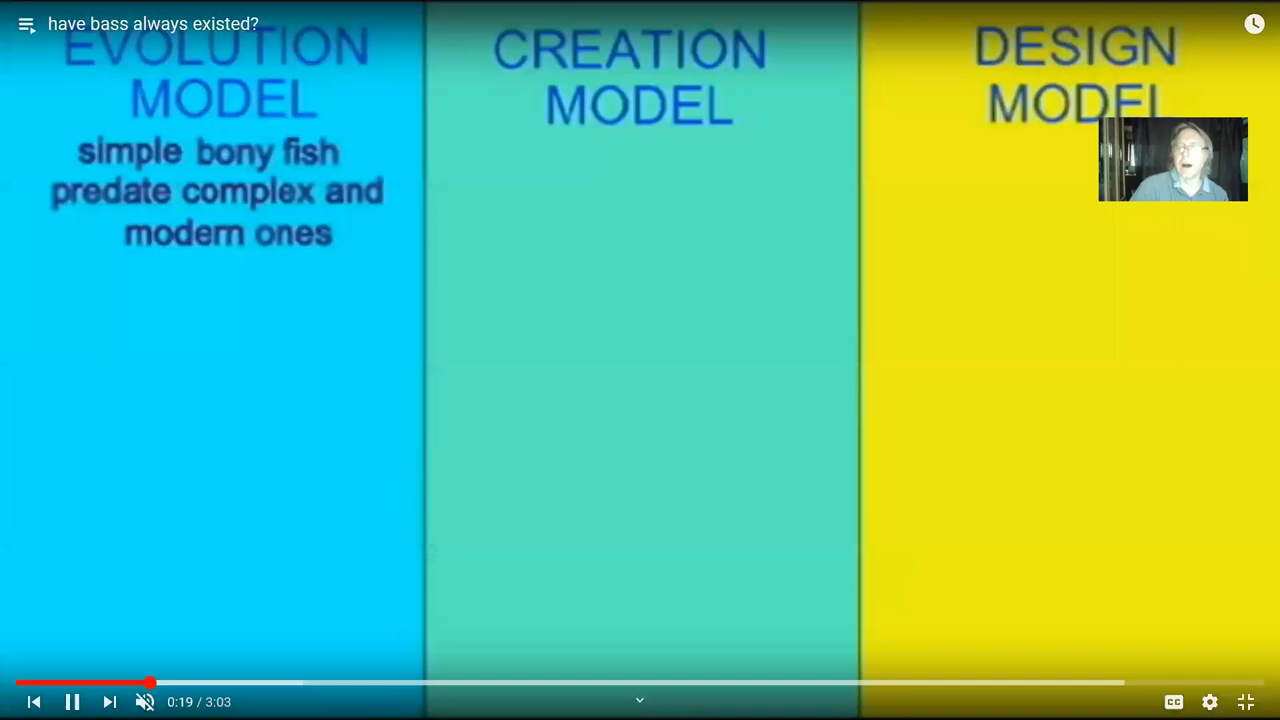 have bass always existed?
EVOLUTION
MODEL
simple bony fish
predate complex and
modern ones
CREATION
MODEL
DESIGN
MODEL
0:19 / 3:03
CC